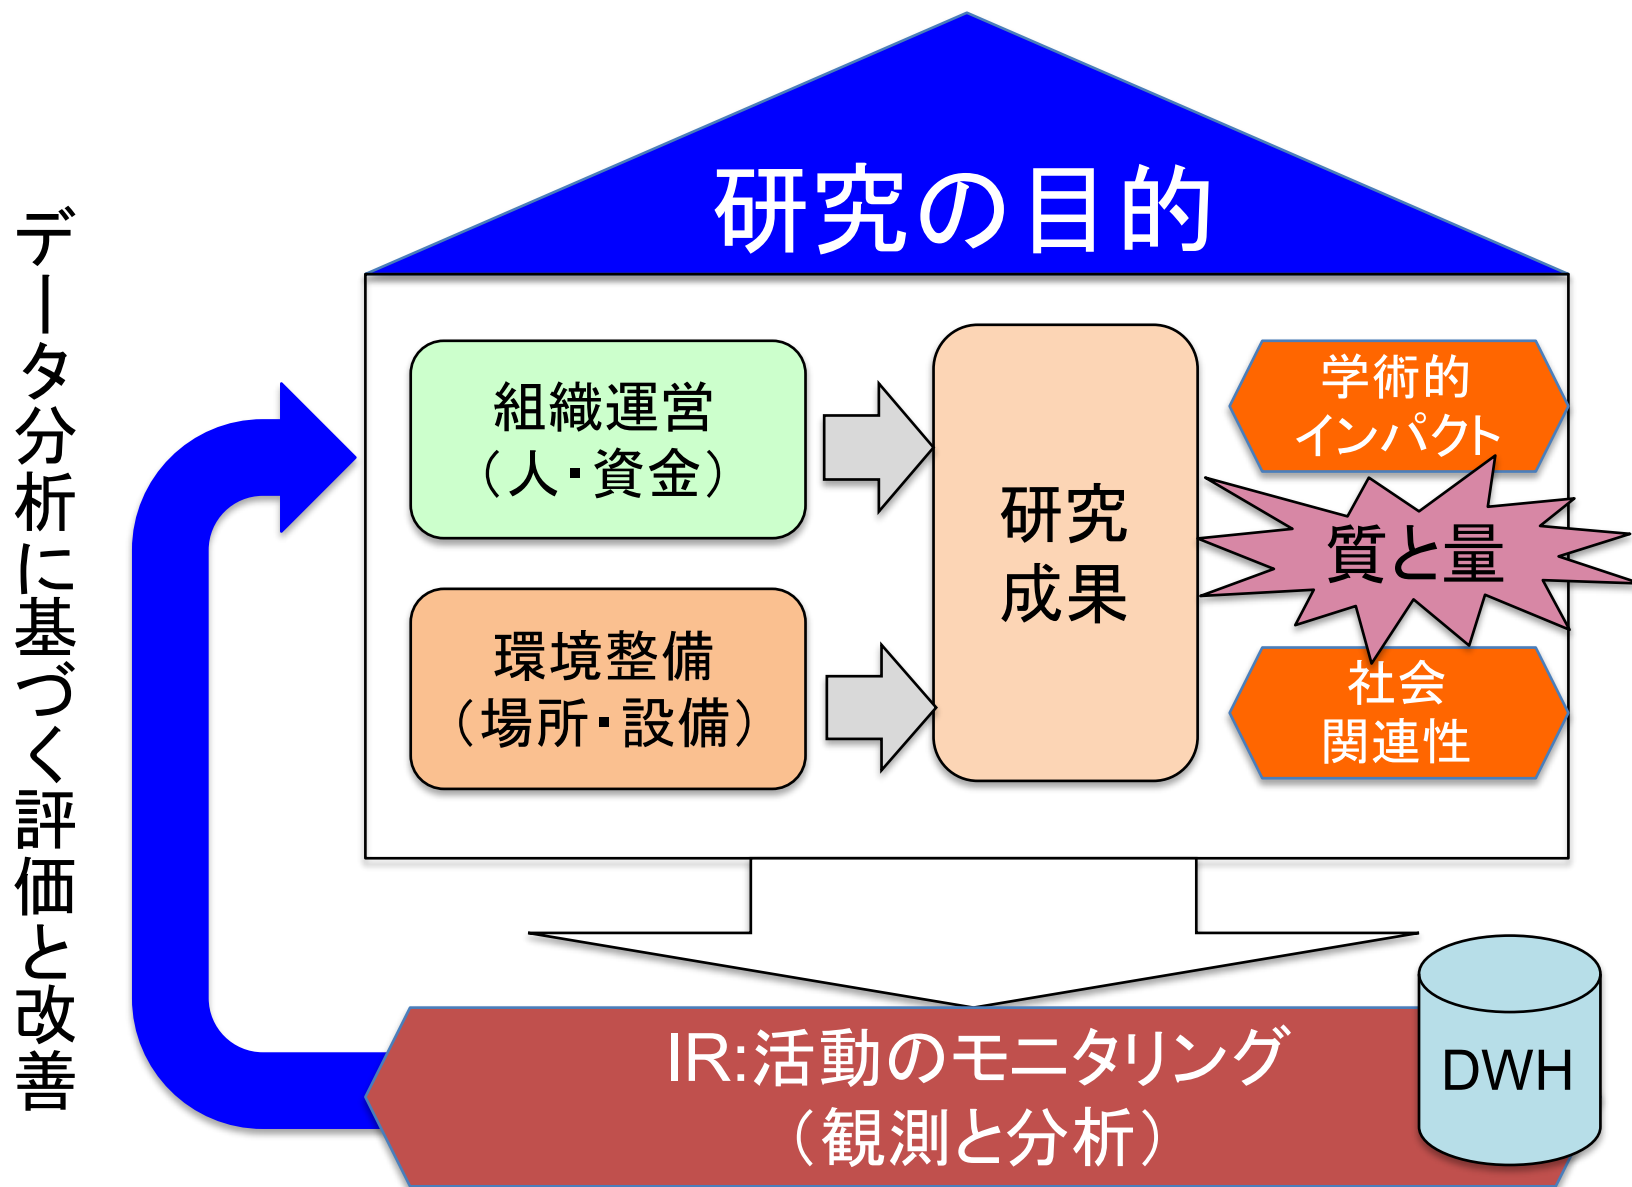 研究の目的
データ分析に基づく評価と改善
組織運営
（人・資金）
環境整備
（場所・設備）
研究
成果
学術的
インパクト
質と量
社会
関連性
IR:活動のモニタリング
（観測と分析）
DWH